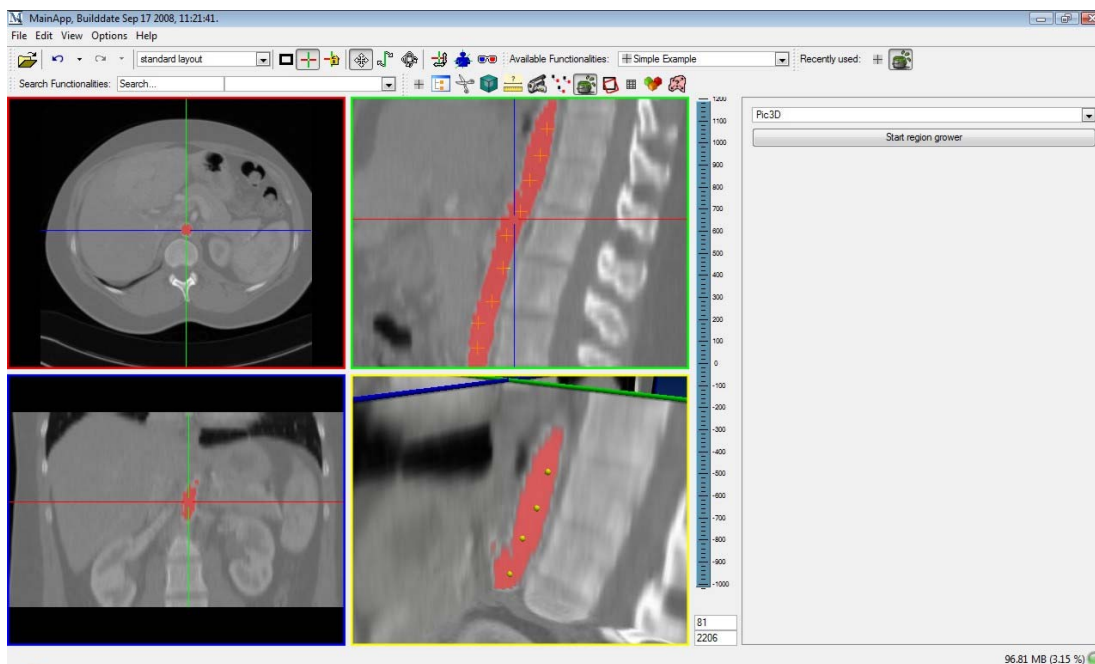 MainApp, Builddate Sep 17 2008, 11:21:41.
File Edit View Options Help
standard layout
Available Functionalities: Simple Example
Recently used:
Search Functionalities: Search...
1200
1100
1000
900
800
700
600
500
400
300
200
100
0
-100
-200
-300
-400
-500
-600
-700
-800
-900
-1000
81
2206
Pic3D
Start region grower
96.81 MB (3.15 %)